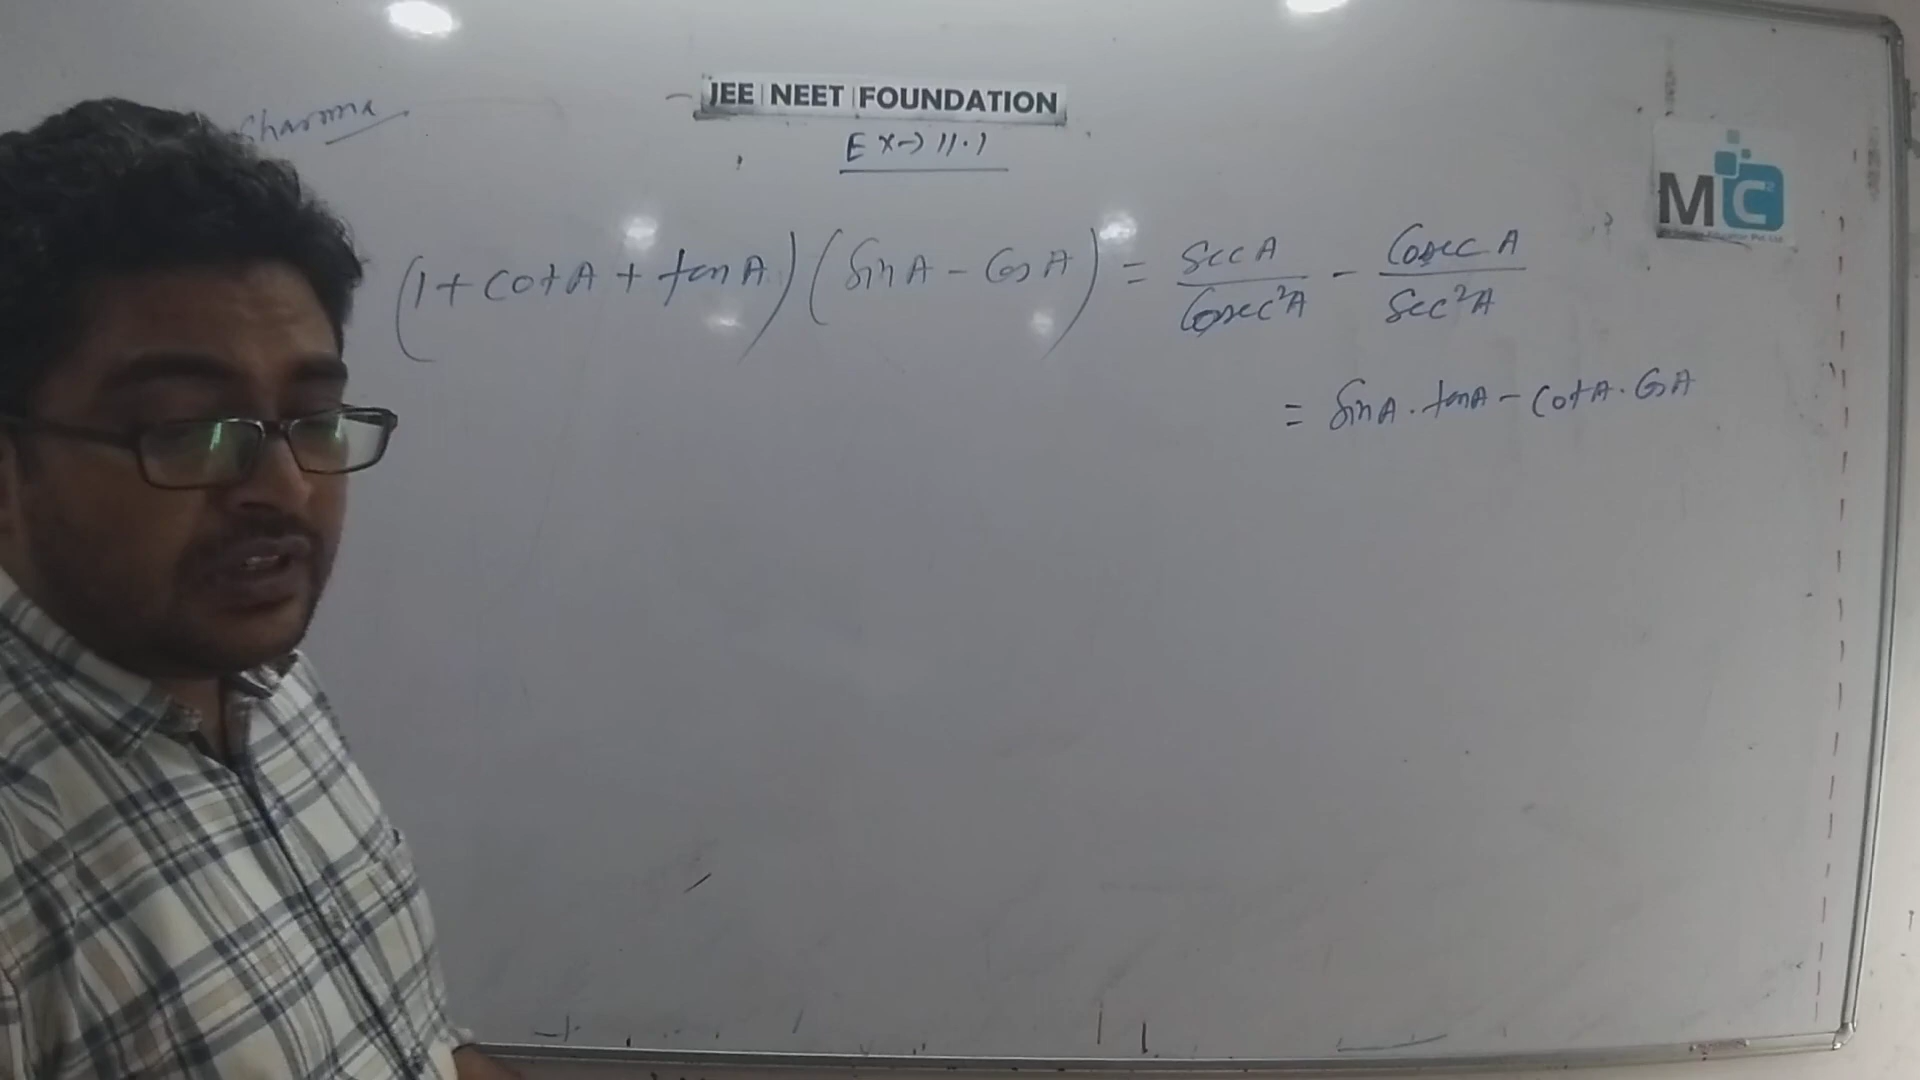 Sharma
JEE | NEET | FOUNDATION
Ex→ 11.1
MC²
(1 + cotA + tanA) (SinA - CosA) = SecA/Cosec²A - CosecA/Sec²A
= SinA . tanA - CotA . CosA